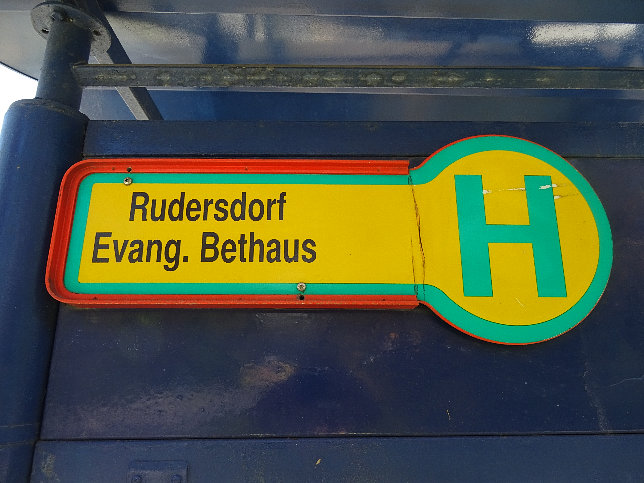 Rudersdorf
Evang. Bethaus
H